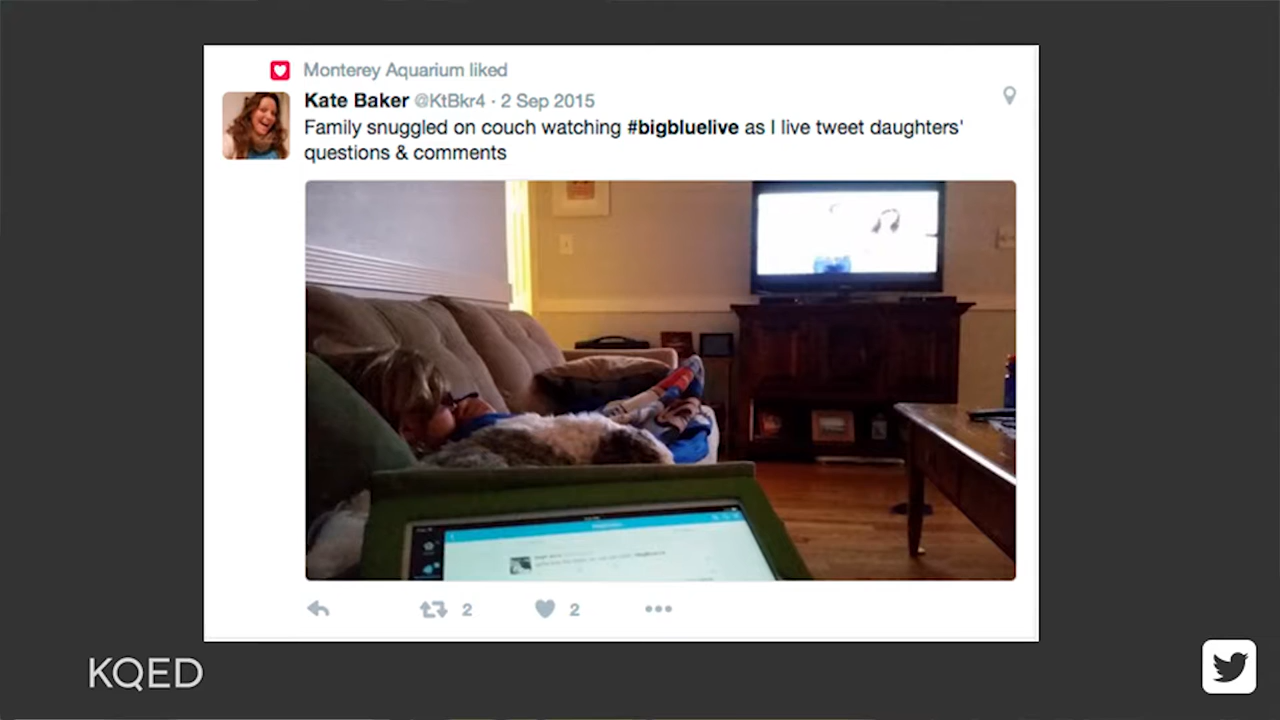 Monterey Aquarium liked
Kate Baker @KtBkr4 · 2 Sep 2015
Family snuggled on couch watching #bigbluelive as I live tweet daughters'
questions & comments
2 2
KQED